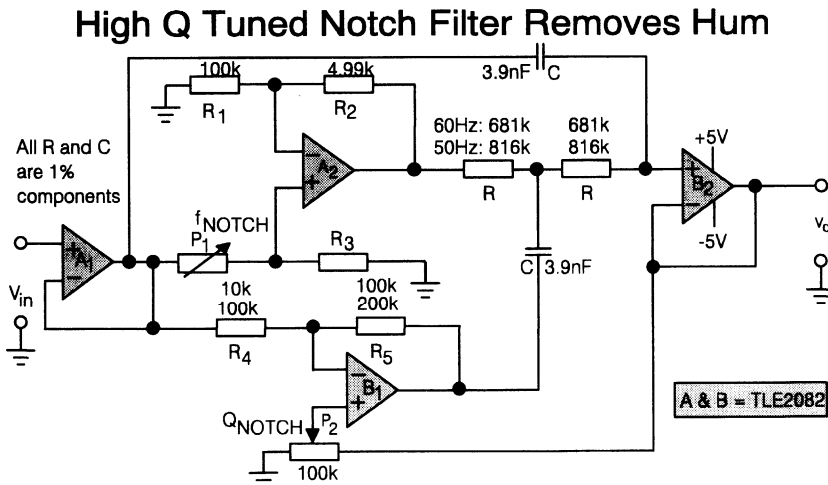 High Q Tuned Notch Filter Removes Hum
100k
R1
4.99k
R2
3.9nF
C
All R and C
are 1%
components
60Hz: 681k
50Hz: 816k
R
681k
816k
R
+5V
-5V
− + A2
+ − B2
+ − A1
fNOTCH
P1
10k
R3
100k
C 3.9nF
Vin
vo
100k
R4
200k
R5
− + B1
QNOTCH
P2
100k
A & B = TLE2082